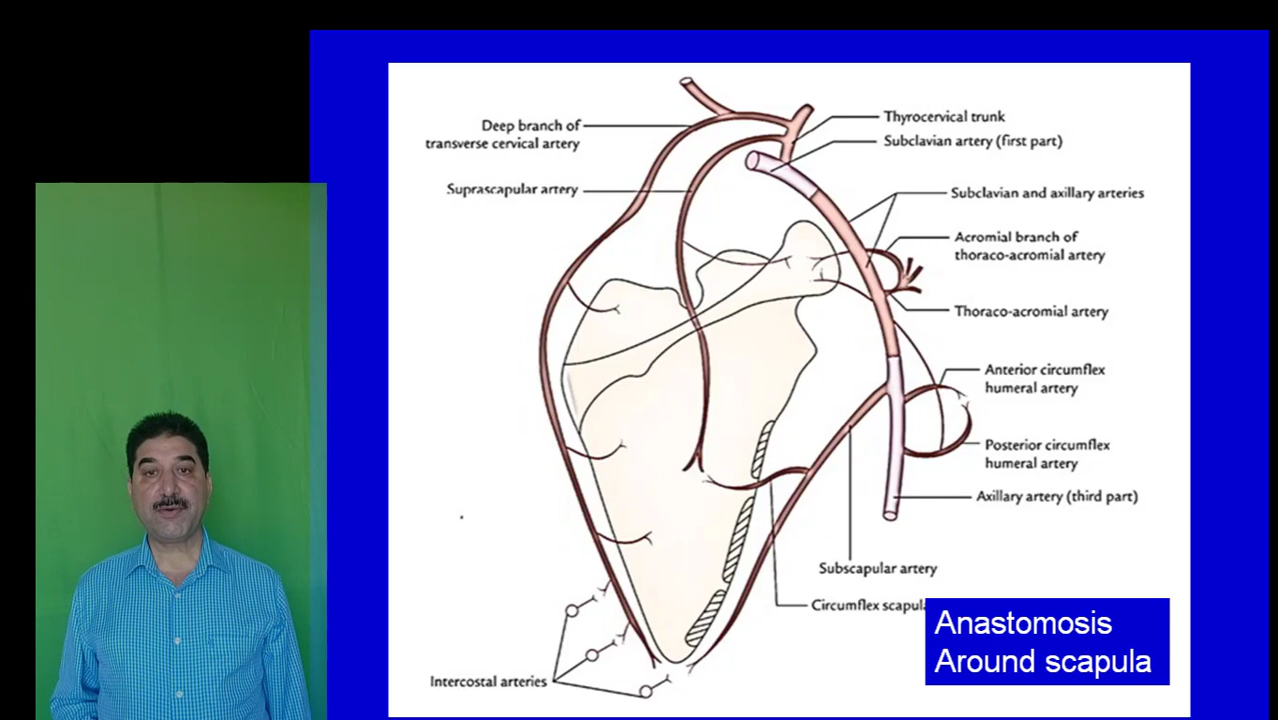 Deep branch of
transverse cervical artery
Suprascapular artery
Thyrocervical trunk
Subclavian artery (first part)
Subclavian and axillary arteries
Acromial branch of
thoraco-acromial artery
Thoraco-acromial artery
Anterior circumflex
humeral artery
Posterior circumflex
humeral artery
Axillary artery (third part)
Subscapular artery
Circumflex
Intercostal arteries
Anastomosis
Around scapula